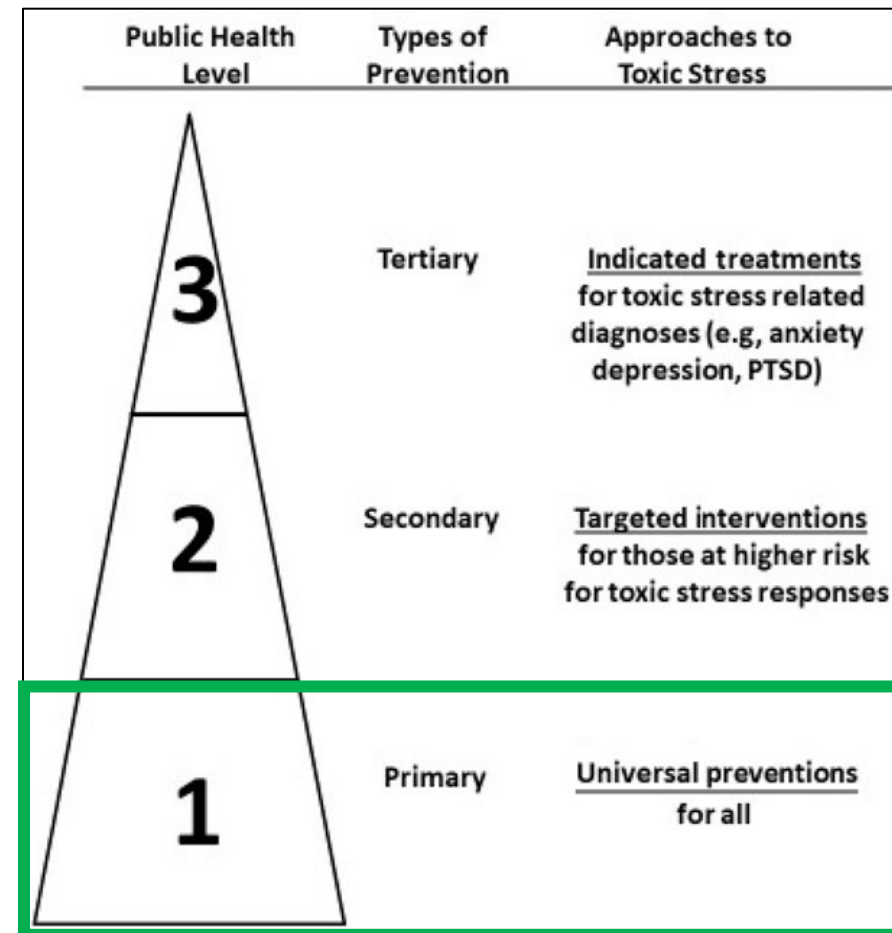 Public Health Level
Types of Prevention
Approaches to Toxic Stress
3
Tertiary
Indicated treatments
for toxic stress related
diagnoses (e.g, anxiety
depression, PTSD)
2
Secondary
Targeted interventions
for those at higher risk
for toxic stress responses
1
Primary
Universal preventions
for all